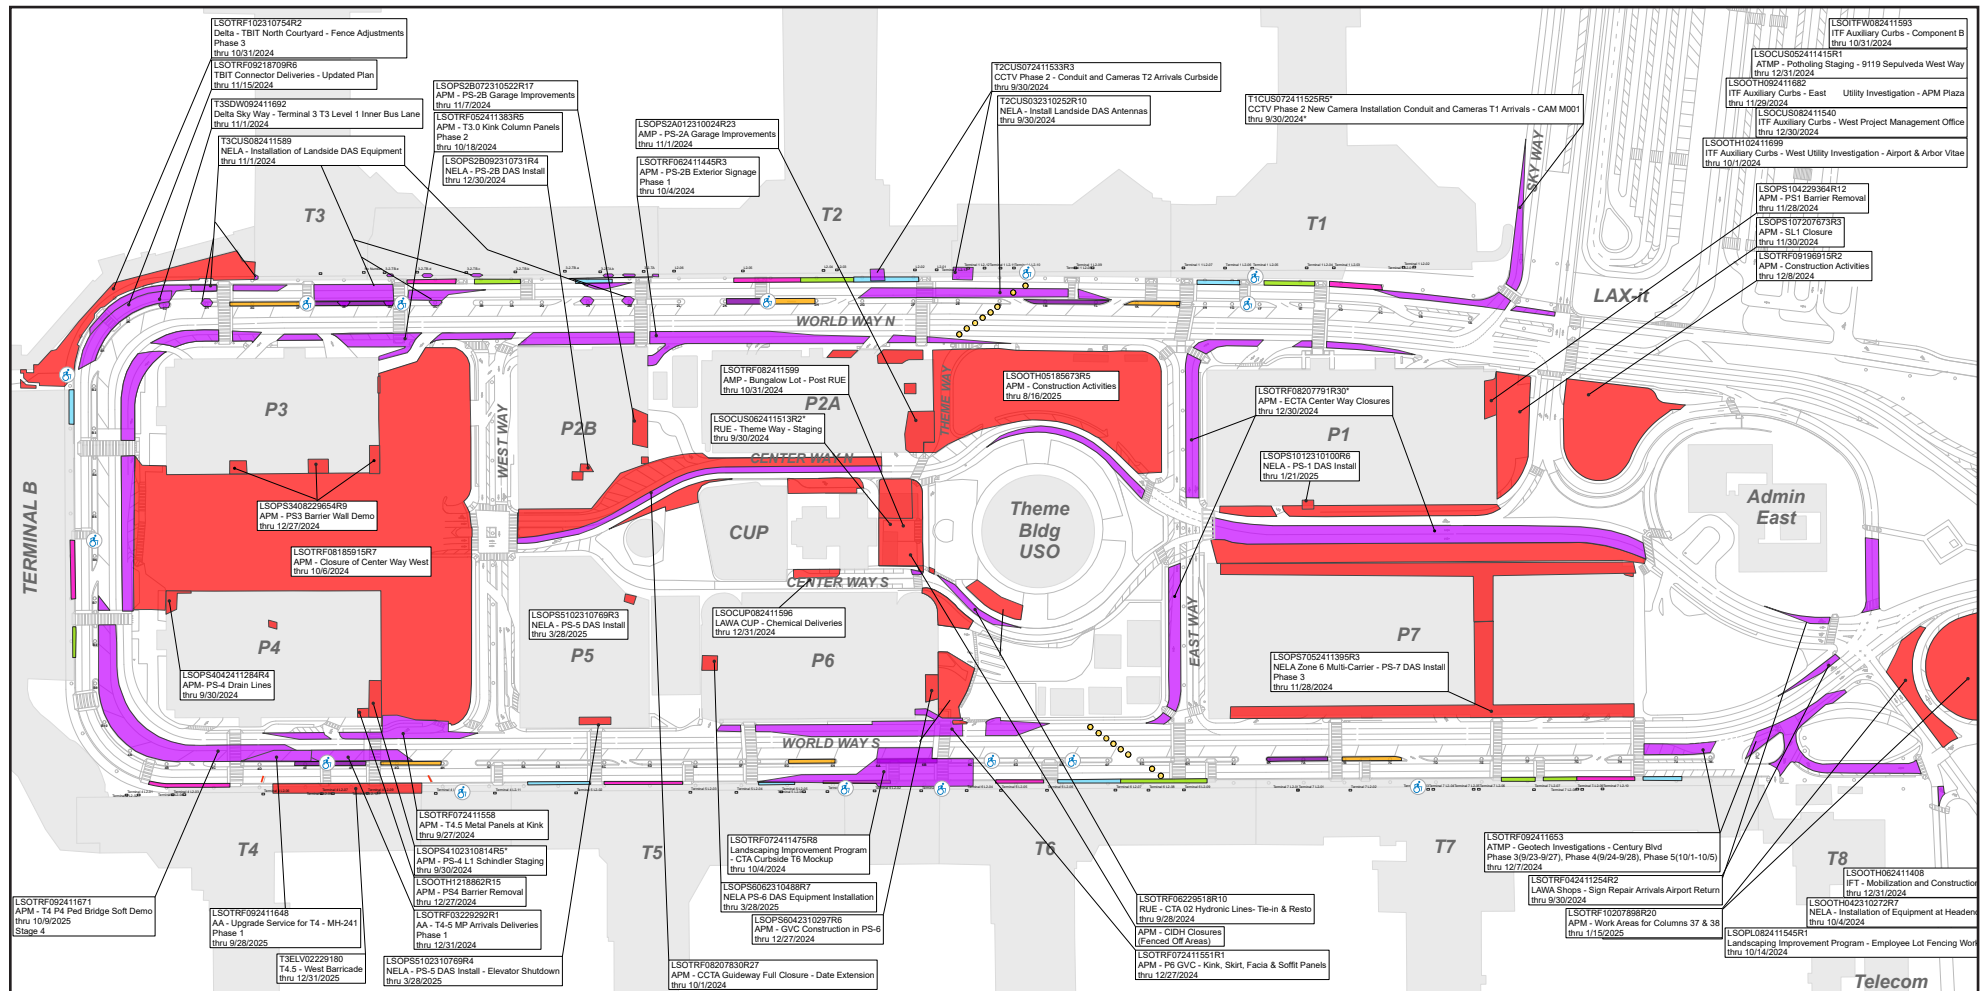 LSOTRF102310754R2
Delta - TBIT North Courtyard - Fence Adjustments
Phase 3
thru 10/31/2024
LSOTRF09218709R6
TBIT Connector Deliveries - Updated Plan
thru 11/15/2024
T3SDW092411692
Delta Sky Way - Terminal 3 T3 Level 1 Inner Bus Lane
thru 11/1/2024
T3CUS082411589
NELA - Installation of Landside DAS Equipment
thru 11/1/2024
LSOPS2B072310522R17
APM - PS-2B Garage Improvements
thru 11/7/2024
LSOTRF052411383R5
APM - T3.0 Kink Column Panels
Phase 2
thru 10/18/2024
LSOPS2B092310731R4
NELA - PS-2B DAS Install
thru 12/30/2024
LSOPS2A012310024R23
AMP - PS-2A Garage Improvements
thru 11/1/2024
LSOTRF062411445R3
APM - PS-2B Exterior Signage
Phase 1
thru 10/4/2024
T2CUS072411533R3
CCTV Phase 2 - Conduit and Cameras T2 Arrivals Curbside
thru 9/30/2024
T2CUS032310252R10
NELA - Install Landside DAS Antennas
thru 9/30/2024
T1CUS072411525R5*
CCTV Phase 2 New Camera Installation Conduit and Cameras T1 Arrivals - CAM M001
thru 9/30/2024*
LSOITFW082411593
ITF Auxiliary Curbs - Component B
thru 10/31/2024
LSOCUS052411415R1
ATMP - Potholing Staging - 9119 Sepulveda West Way
thru 12/31/2024
LSOOTH092411682
ITF Auxiliary Curbs - East Utility Investigation - APM Plaza
thru 11/29/2024
LSOCUS082411540
ITF Auxiliary Curbs - West Project Management Office
thru 12/30/2024
LSOOTH102411699
ITF Auxiliary Curbs - West Utility Investigation - Airport & Arbor Vitae
thru 10/1/2024
LSOPS104229364R12
APM - PS1 Barrier Removal
thru 11/28/2024
LSOPS107207673R3
APM - SL1 Closure
thru 11/30/2024
LSOTRF09196915R2
APM - Construction Activities
thru 12/8/2024
T3
T2
T1
SKY WAY
LAX-it
WORLD WAY N
P3
WEST WAY
P2B
P2A
THEME WAY
CENTER WAY N
P1
TERMINAL B
CUP
Theme
Bldg
USO
Admin
East
CENTER WAY S
EAST WAY
P4
P5
P6
P7
WORLD WAY S
T4
T5
T6
T7
T8
Telecom
LSOTRF082411599
AMP - Bungalow Lot - Post RUE
thru 10/31/2024
LSOCUS062411513R2*
RUE - Theme Way - Staging
thru 9/30/2024
LSOOTH05185673R5
APM - Construction Activities
thru 8/16/2025
LSOTRF08207791R30*
APM - ECTA Center Way Closures
thru 12/30/2024
LSOPS1012310100R6
NELA - PS-1 DAS Install
thru 1/21/2025
LSOPS3408229654R9
APM - PS3 Barrier Wall Demo
thru 12/27/2024
LSOTRF08185915R7
APM - Closure of Center Way West
thru 10/6/2024
LSOPS5102310769R3
NELA - PS-5 DAS Install
thru 3/28/2025
LSOCUP082411596
LAWA CUP - Chemical Deliveries
thru 12/31/2024
LSOPS4042411284R4
APM- PS-4 Drain Lines
thru 9/30/2024
LSOPS7052411395R3
NELA Zone 6 Multi-Carrier - PS-7 DAS Install
Phase 3
thru 11/28/2024
LSOTRF072411558
APM - T4.5 Metal Panels at Kink
thru 9/27/2024
LSOPS4102310814R5*
APM - PS-4 L1 Schindler Staging
thru 9/30/2024
LSOOTH1218862R15
APM - PS4 Barrier Removal
thru 12/27/2024
LSOTRF03229292R1
AA - T4-5 MP Arrivals Deliveries
Phase 1
thru 12/31/2024
LSOPS5102310769R4
NELA - PS-5 DAS Install - Elevator Shutdown
thru 3/28/2025
LSOTRF092411671
APM - T4 P4 Ped Bridge Soft Demo
thru 10/9/2025
Stage 4
LSOTRF092411648
AA - Upgrade Service for T4 - MH-241
Phase 1
thru 9/28/2025
T3ELV02229180
T4.5 - West Barricade
thru 12/31/2025
LSOTRF072411475R8
Landscaping Improvement Program
- CTA Curbside T6 Mockup
thru 10/4/2024
LSOPS6062310488R7
NELA PS-6 DAS Equipment Installation
thru 3/28/2025
LSOPS6042310297R6
APM - GVC Construction in PS-6
thru 12/27/2024
LSOTRF08207830R27
APM - CCTA Guideway Full Closure - Date Extension
thru 10/1/2024
LSOTRF06229518R10
RUE - CTA 02 Hydronic Lines- Tie-in & Resto
thru 9/28/2024
APM - CIDH Closures
(Fenced Off Areas)
LSOTRF072411551R1
APM - P6 GVC - Kink, Skirt, Facia & Soffit Panels
thru 12/27/2024
LSOTRF092411653
ATMP - Geotech Investigations - Century Blvd
Phase 3(9/23-9/27), Phase 4(9/24-9/28), Phase 5(10/1-10/5)
thru 12/7/2024
LSOTRF042411254R2
LAWA Shops - Sign Repair Arrivals Airport Return
thru 9/30/2024
LSOTRF10207898R20
APM - Work Areas for Columns 37 & 38
thru 1/15/2025
LSOOTH062411408
IFT - Mobilization and Construction
thru 12/31/2024
LSOOTH042310272R7
NELA - Installation of Equipment at Headend
thru 10/4/2024
LSOPL082411545R1
Landscaping Improvement Program - Employee Lot Fencing Work
thru 10/14/2024